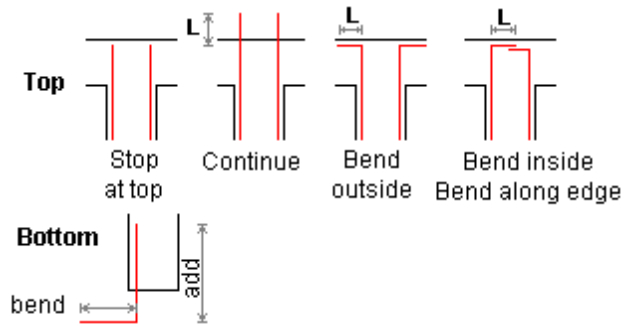 L
L
L
Top
Stop
at top
Continue
Bend
outside
Bend inside
Bend along edge
Bottom
add
bend